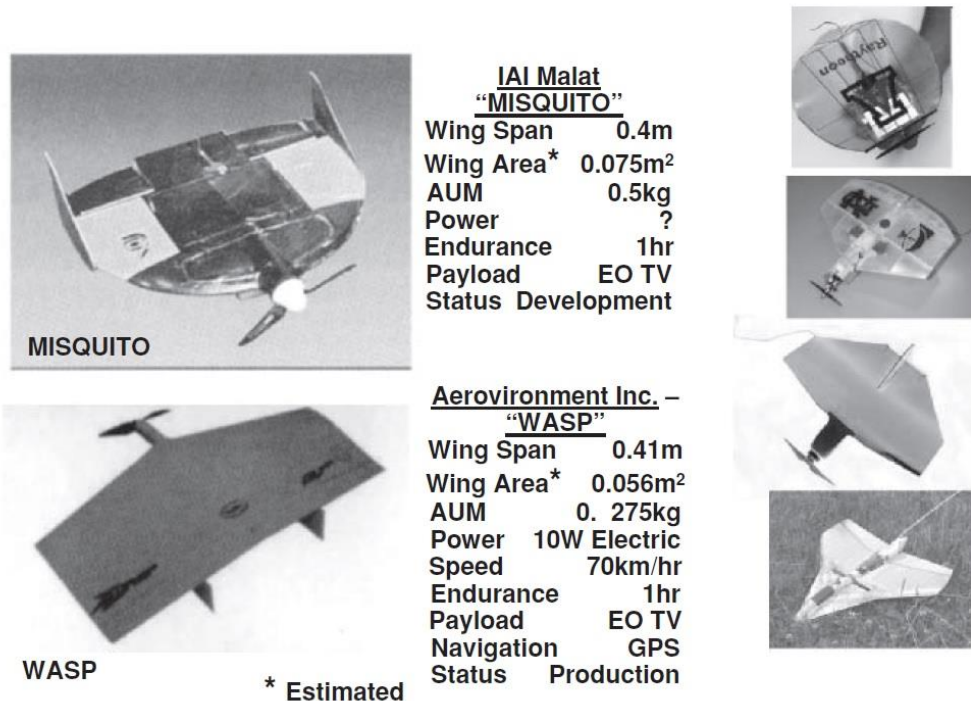 IAI Malat
“MISQUITO”
Wing Span 0.4m
Wing Area* 0.075m²
AUM 0.5kg
Power ?
Endurance 1hr
Payload EO TV
Status Development
MISQUITO
Aerovironment Inc. –
“WASP”
Wing Span 0.41m
Wing Area* 0.056m²
AUM 0. 275kg
Power 10W Electric
Speed 70km/hr
Endurance 1hr
Payload EO TV
Navigation GPS
Status Production
WASP
* Estimated
Raytheon